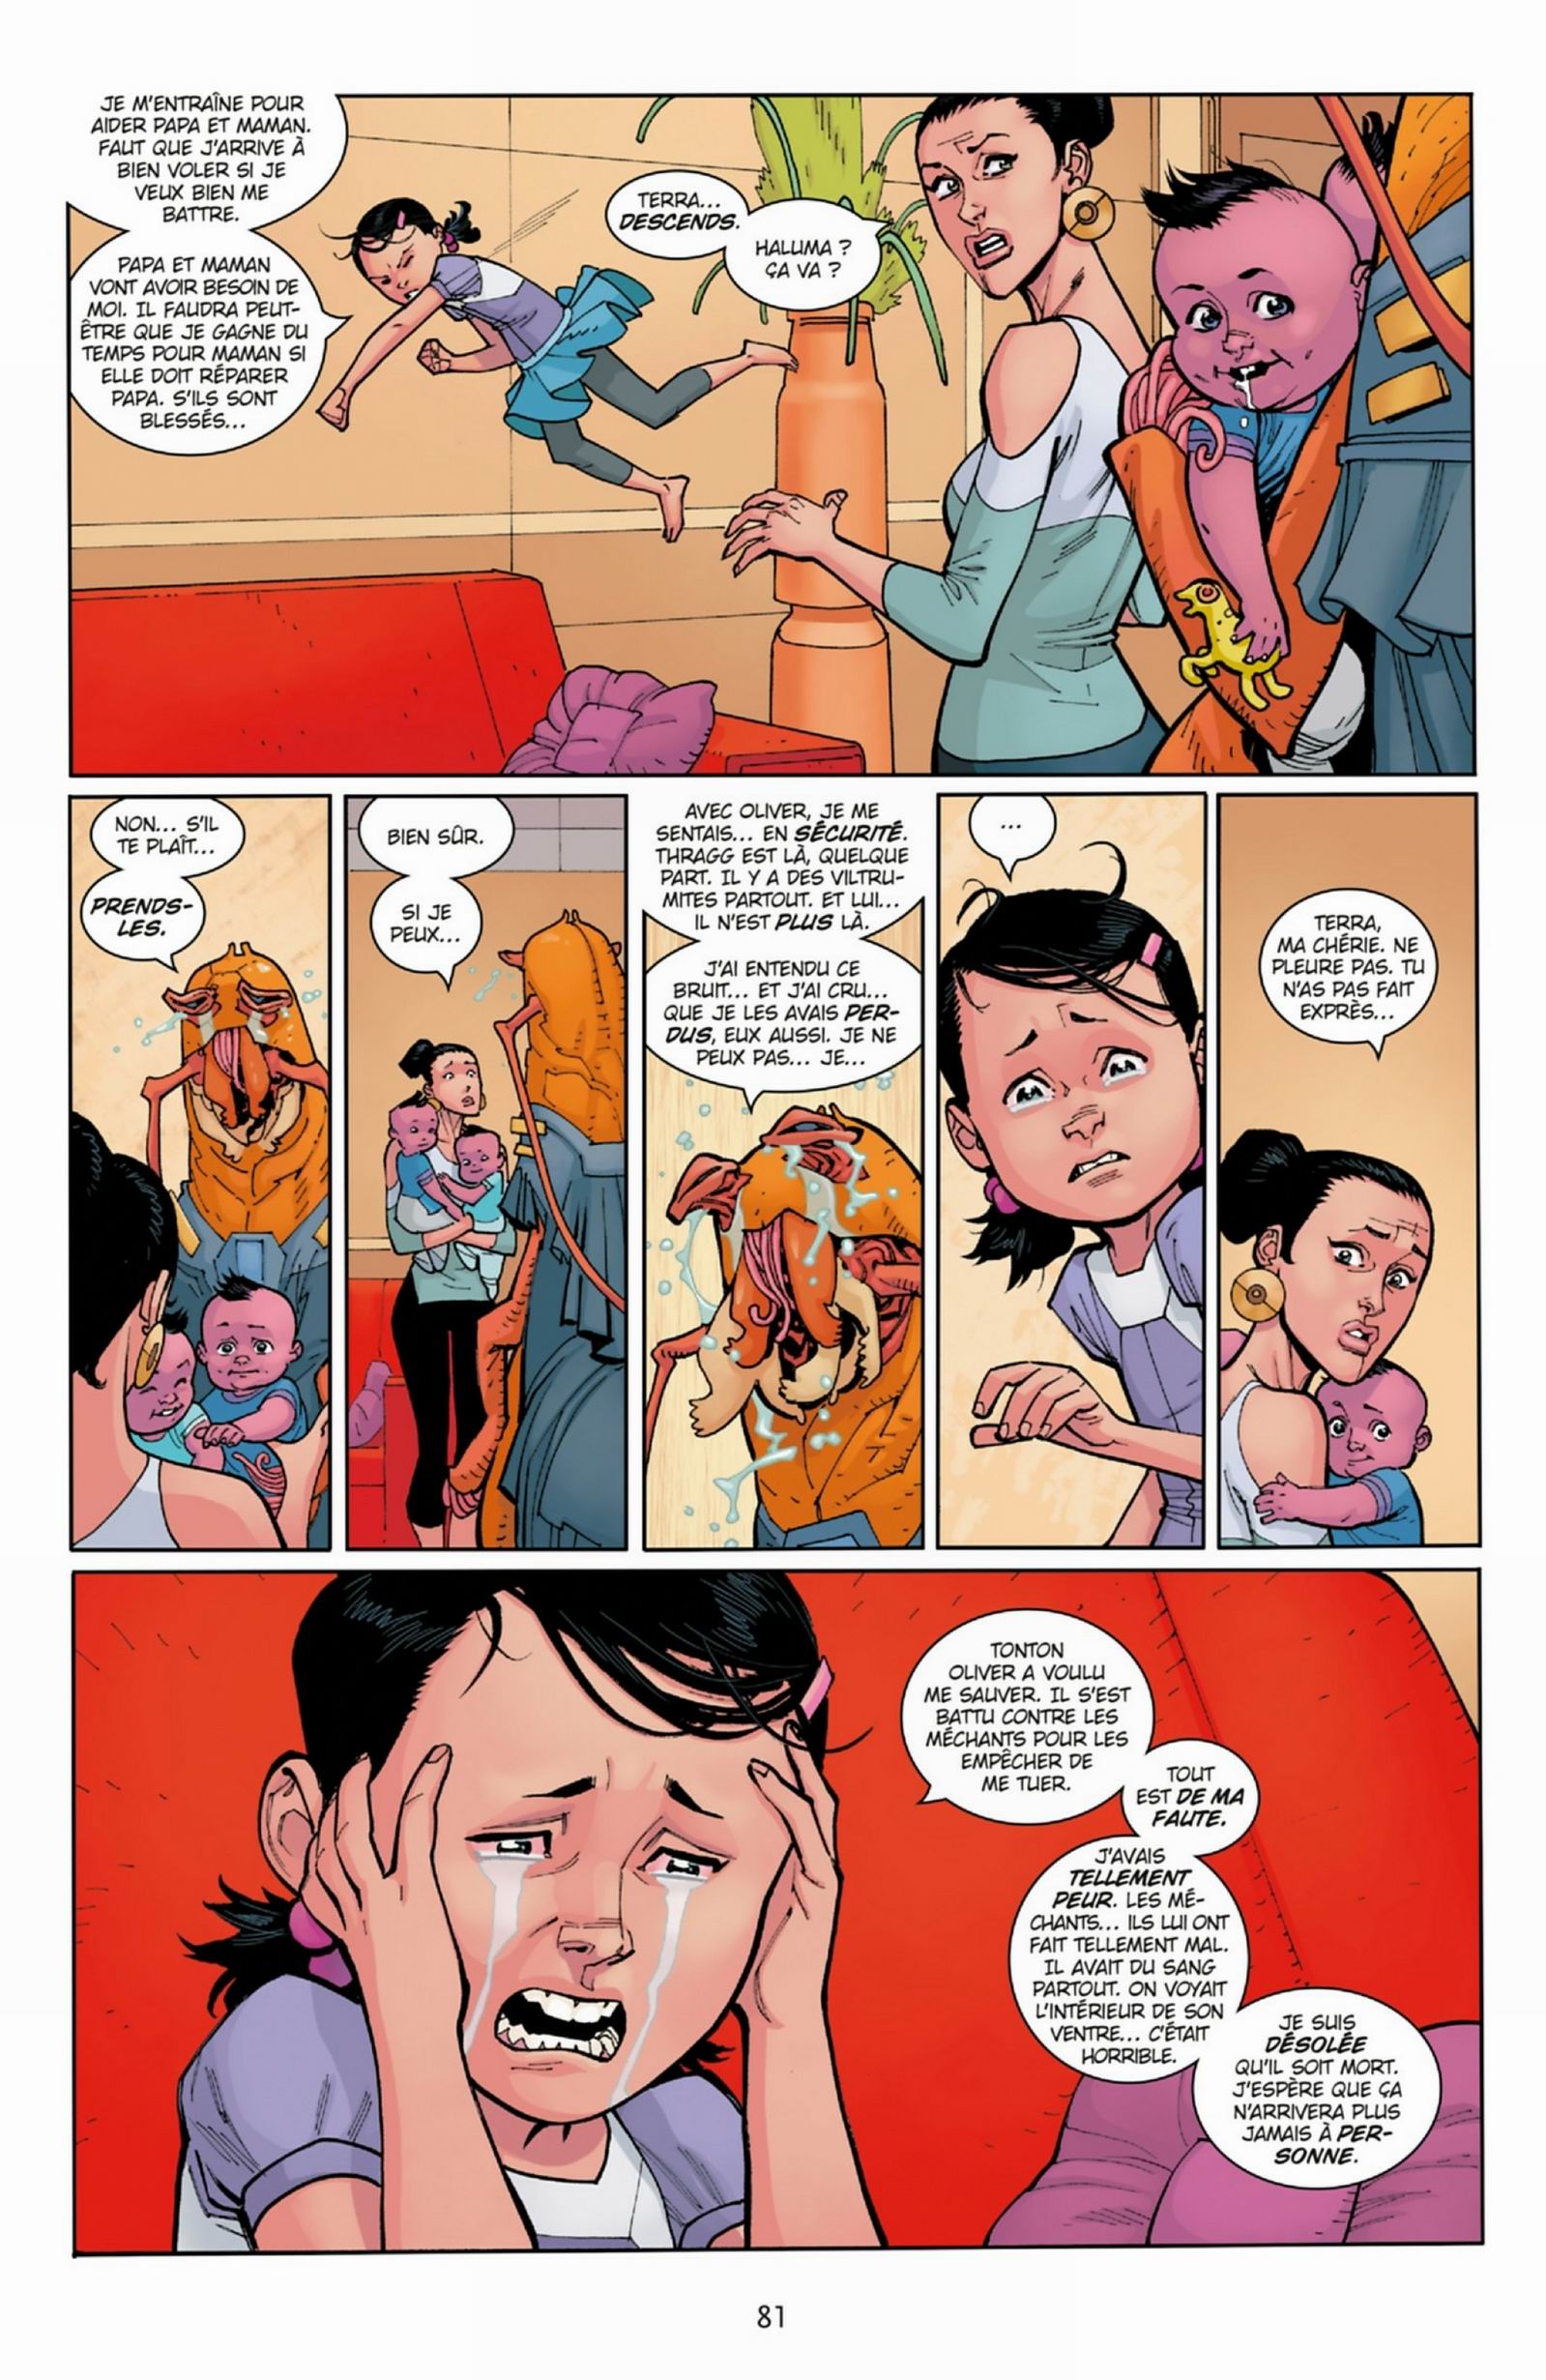 JE M'ENTRAÎNE POUR
AIDER PAPA ET MAMAN.
FAUT QUE J'ARRIVE À
BIEN VOLER SI JE
VEUX BIEN ME
BATTRE.
PAPA ET MAMAN
VONT AVOIR BESOIN DE
MOI. IL FAUDRA PEUT-
ÊTRE QUE JE GAGNE DU
TEMPS POUR MAMAN SI
ELLE DOIT RÉPARER
PAPA. S'ILS SONT
BLESSÉS...
TERRA...
DESCENDS.
HALUMA ?
ÇA VA ?
NON... S'IL
TE PLAÎT...
PRENDS-
LES.
BIEN SÛR.
SI JE
PEUX...
AVEC OLIVER, JE ME
SENTAIS... EN SÉCURITÉ.
THRAGG EST LÀ, QUELQUE
PART. IL Y A DES VILTRU-
MITES PARTOUT. ET LUI...
IL N'EST PLUS LÀ.
J'AI ENTENDU CE
BRUIT... ET J'AI CRU...
QUE JE LES AVAIS PER-
DUS, EUX AUSSI. JE NE
PEUX PAS... JE...
...
TERRA,
MA CHÉRIE. NE
PLEURE PAS. TU
N'AS PAS FAIT
EXPRÈS...
TONTON
OLIVER A VOULU
ME SAUVER. IL S'EST
BATTU CONTRE LES
MÉCHANTS POUR LES
EMPÊCHER DE
ME TUER.
TOUT
EST DE MA
FAUTE.
J'AVAIS
TELLEMENT
PEUR. LES MÉ-
CHANTS... ILS LUI ONT
FAIT TELLEMENT MAL.
IL AVAIT DU SANG
PARTOUT. ON VOYAIT
L'INTÉRIEUR DE SON
VENTRE... C'ÉTAIT
HORRIBLE.
JE SUIS
DÉSOLÉE
QU'IL SOIT MORT.
J'ESPÈRE QUE ÇA
N'ARRIVERA PLUS
JAMAIS À PER-
SONNE.
81